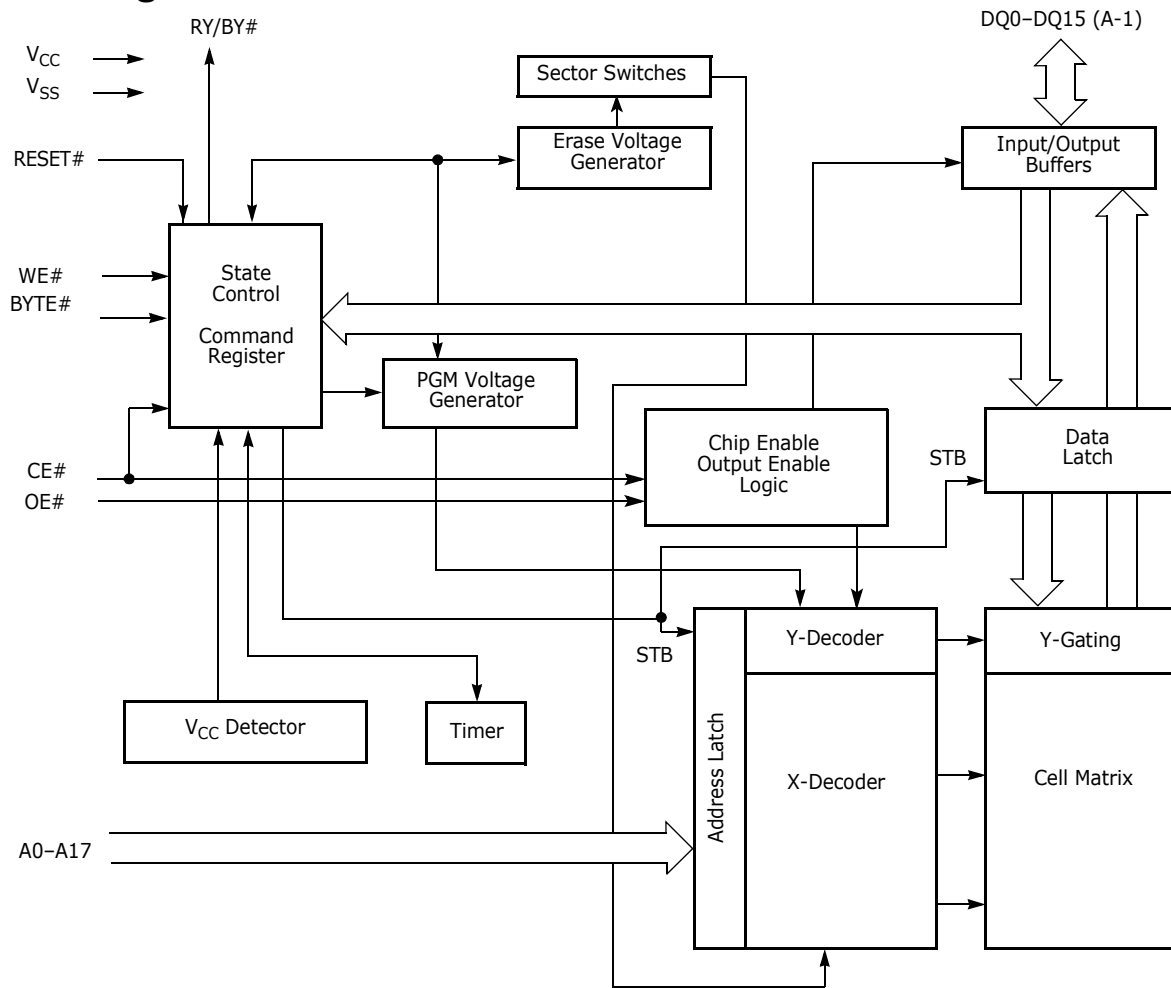 RY/BY#
DQ0–DQ15 (A-1)
VCC
VSS
Sector Switches
Erase Voltage
Generator
Input/Output
Buffers
RESET#
WE#
BYTE#
State
Control
Command
Register
PGM Voltage
Generator
Chip Enable
Output Enable
Logic
STB
Data
Latch
CE#
OE#
STB
Y-Decoder
Y-Gating
VCC Detector
Timer
Address Latch
X-Decoder
Cell Matrix
A0–A17